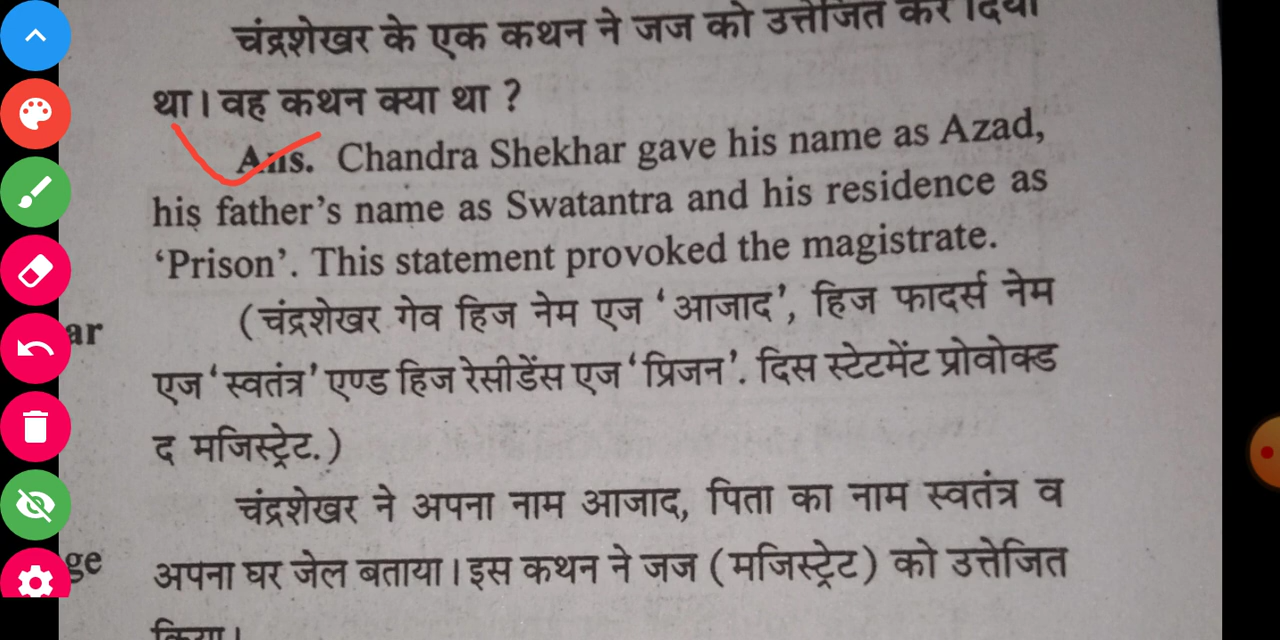 चंद्रशेखर के एक कथन ने जज को उत्तेजित कर दिया
था। वह कथन क्या था ?
Ans. Chandra Shekhar gave his name as Azad,
his father's name as Swatantra and his residence as
'Prison'. This statement provoked the magistrate.
(चंद्रशेखर गेव हिज नेम एज 'आजाद', हिज फादर्स नेम
ar
एज 'स्वतंत्र' एण्ड हिज रेसीडेंस एज 'प्रिजन'. दिस स्टेटमेंट प्रोवोक्ड
द मजिस्ट्रेट.)
चंद्रशेखर ने अपना नाम आजाद, पिता का नाम स्वतंत्र व
ge
अपना घर जेल बताया। इस कथन ने जज (मजिस्ट्रेट) को उत्तेजित
किया।